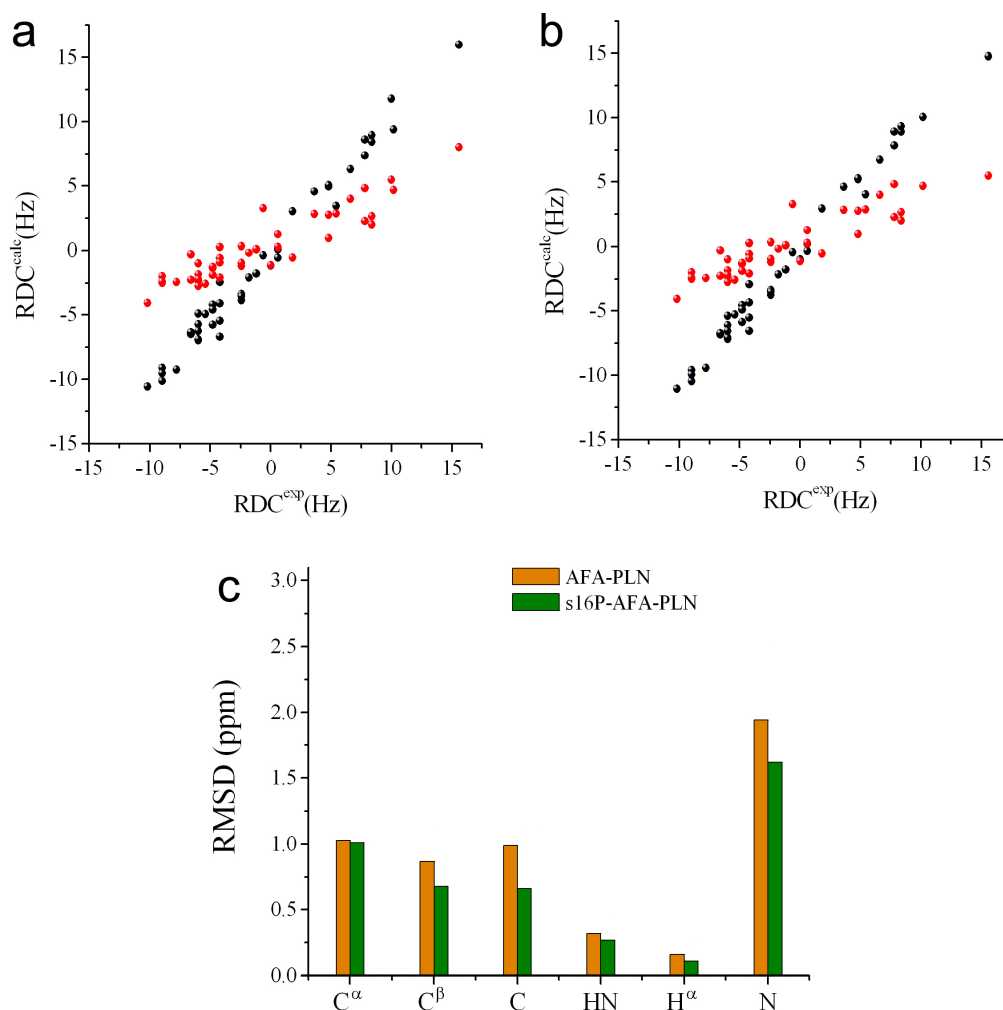 a
15
10
5
0
-5
-10
-15
RDC^calc(Hz)
-15 -10 -5 0 5 10 15
RDC^exp(Hz)
b
15
10
5
0
-5
-10
-15
RDC^calc(Hz)
-15 -10 -5 0 5 10 15
RDC^exp(Hz)
c
AFA-PLN
s16P-AFA-PLN
3.0
2.5
2.0
1.5
1.0
0.5
0.0
RMSD (ppm)
C^α C^β C HN H^α N